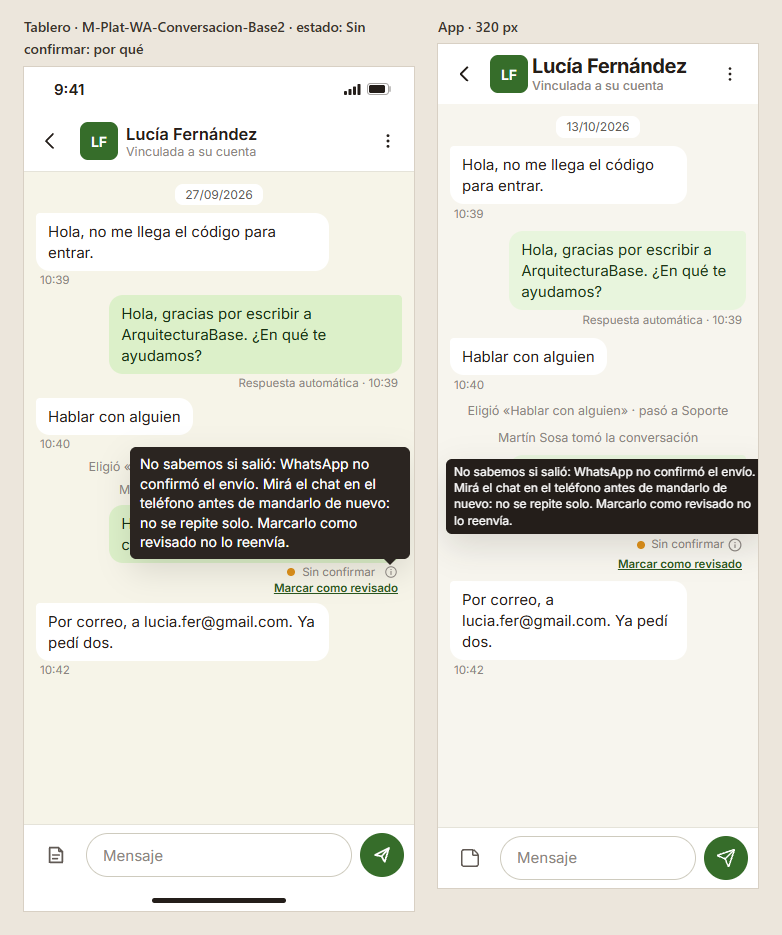 Tablero · M-Plat-WA-Conversacion-Base2 · estado: Sin
confirmar: por qué
9:41
LF
Lucía Fernández
Vinculada a su cuenta
27/09/2026
Hola, no me llega el código para
entrar.
10:39
Hola, gracias por escribir a
ArquitecturaBase. ¿En qué te
ayudamos?
Respuesta automática · 10:39
Hablar con alguien
10:40
Eligió «
M
No sabemos si salió: WhatsApp no
confirmó el envío. Mirá el chat en el
teléfono antes de mandarlo de nuevo:
no se repite solo. Marcarlo como
revisado no lo reenvía.
Sin confirmar
Marcar como revisado
Por correo, a lucia.fer@gmail.com. Ya
pedí dos.
10:42
Mensaje
App · 320 px
LF
Lucía Fernández
Vinculada a su cuenta
13/10/2026
Hola, no me llega el código
para entrar.
10:39
Hola, gracias por escribir a
ArquitecturaBase. ¿En qué te
ayudamos?
Respuesta automática · 10:39
Hablar con alguien
10:40
Eligió «Hablar con alguien» · pasó a Soporte
Martín Sosa tomó la conversación
No sabemos si salió: WhatsApp no confirmó el envío.
Mirá el chat en el teléfono antes de mandarlo de
nuevo: no se repite solo. Marcarlo como revisado no
lo reenvía.
Sin confirmar
Marcar como revisado
Por correo, a
lucia.fer@gmail.com. Ya pedí
dos.
10:42
Mensaje